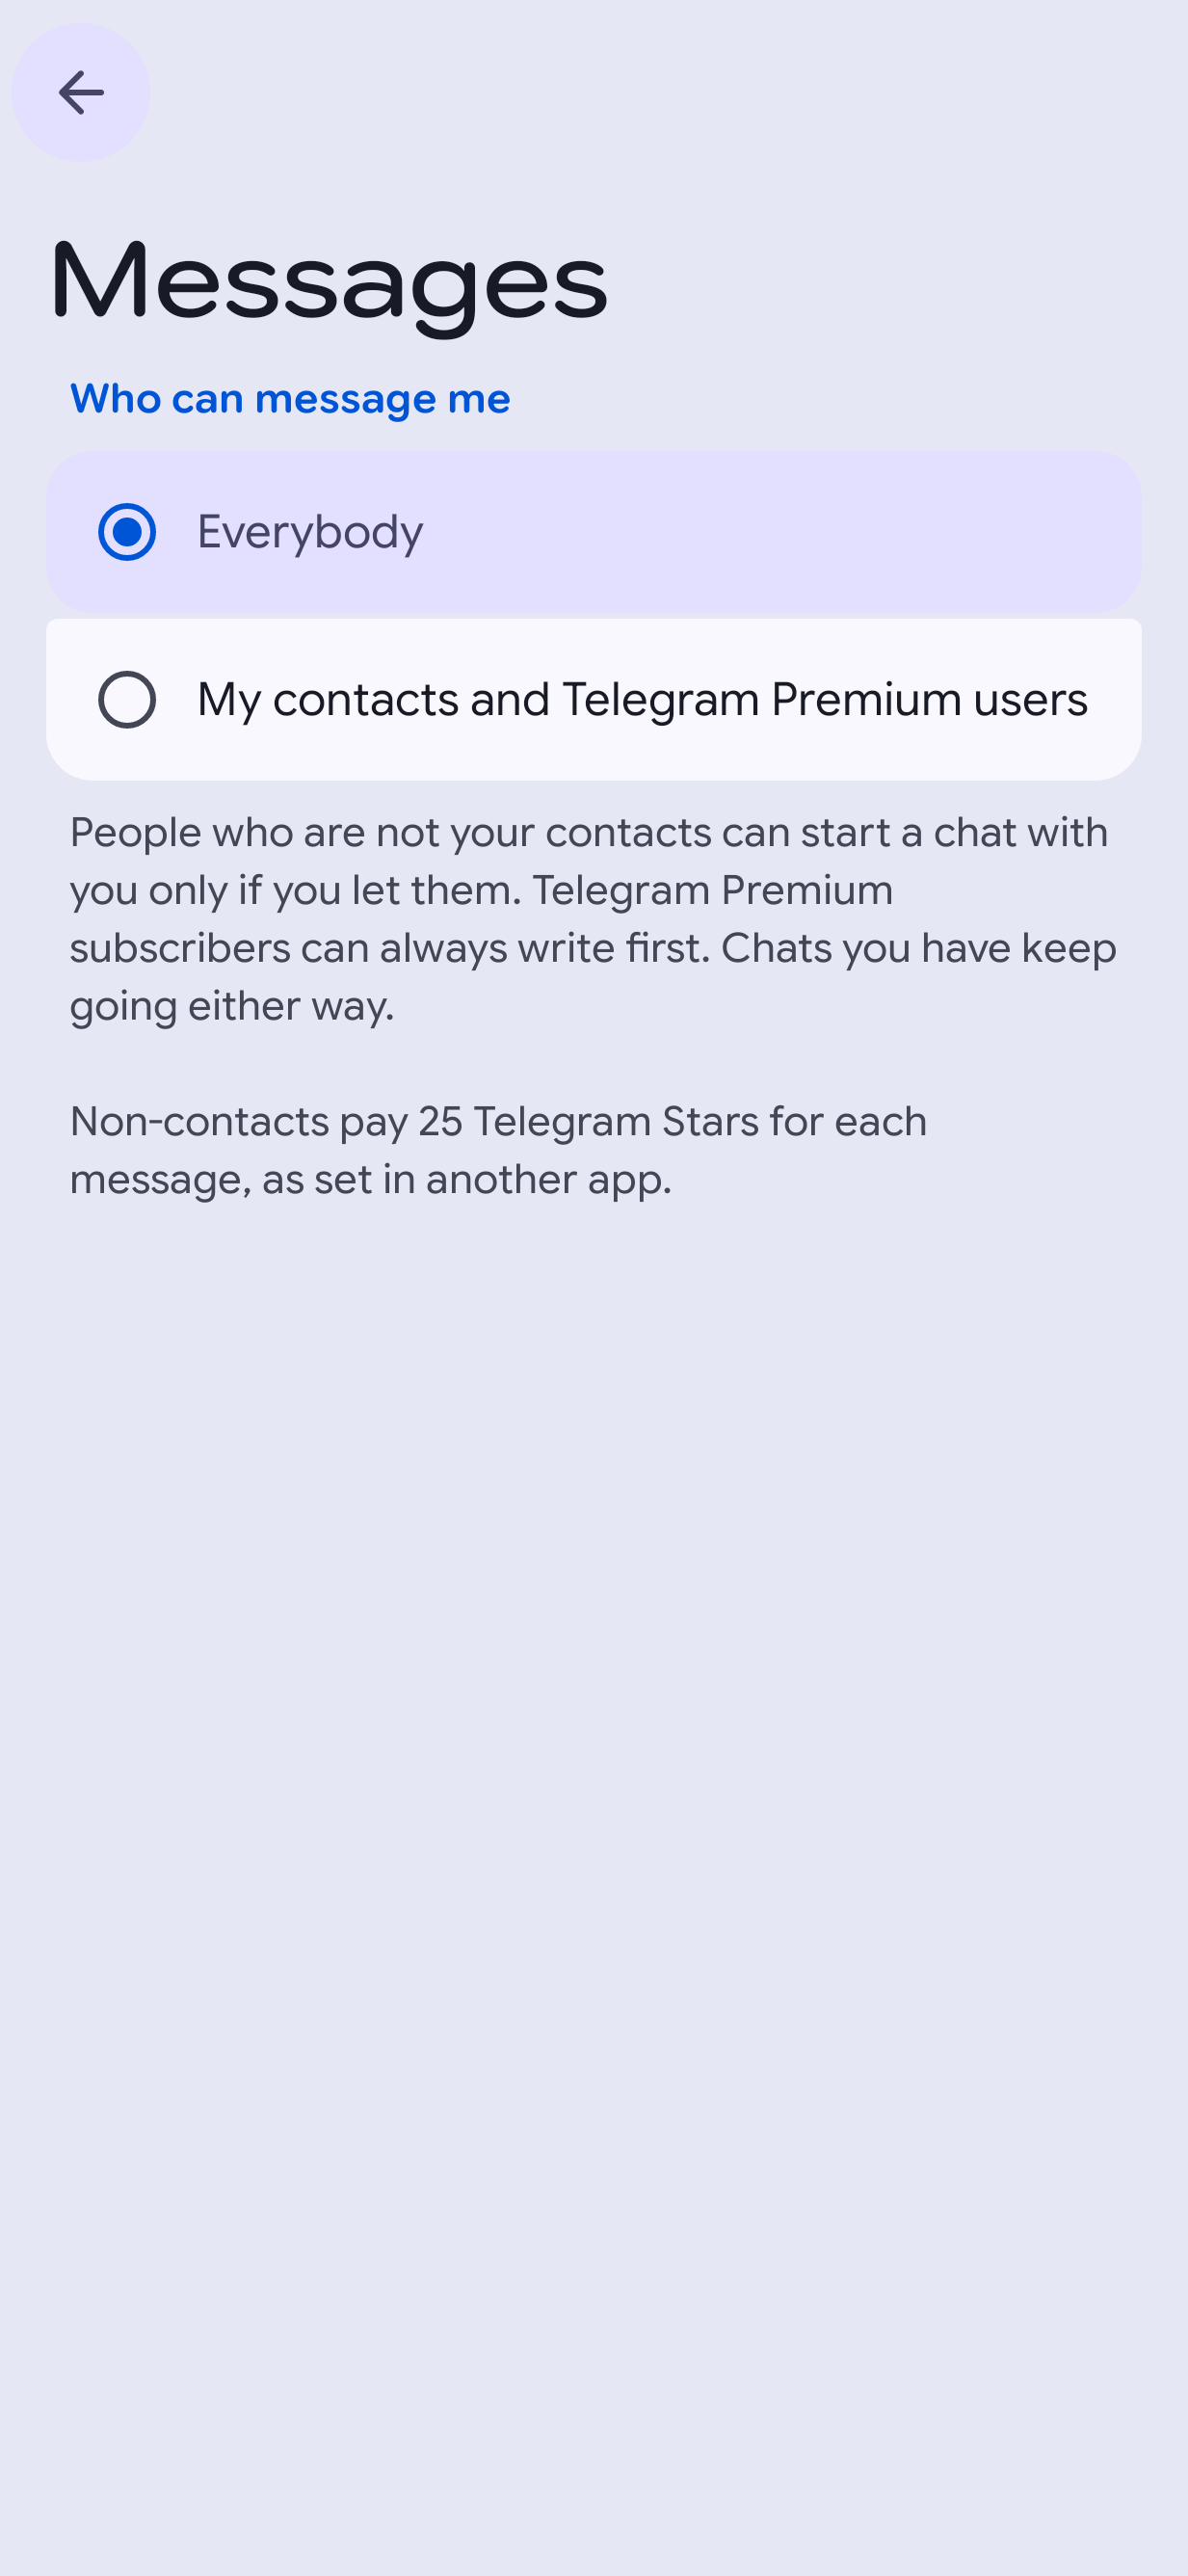 Messages
Who can message me
Everybody
My contacts and Telegram Premium users
People who are not your contacts can start a chat with
you only if you let them. Telegram Premium
subscribers can always write first. Chats you have keep
going either way.
Non-contacts pay 25 Telegram Stars for each
message, as set in another app.